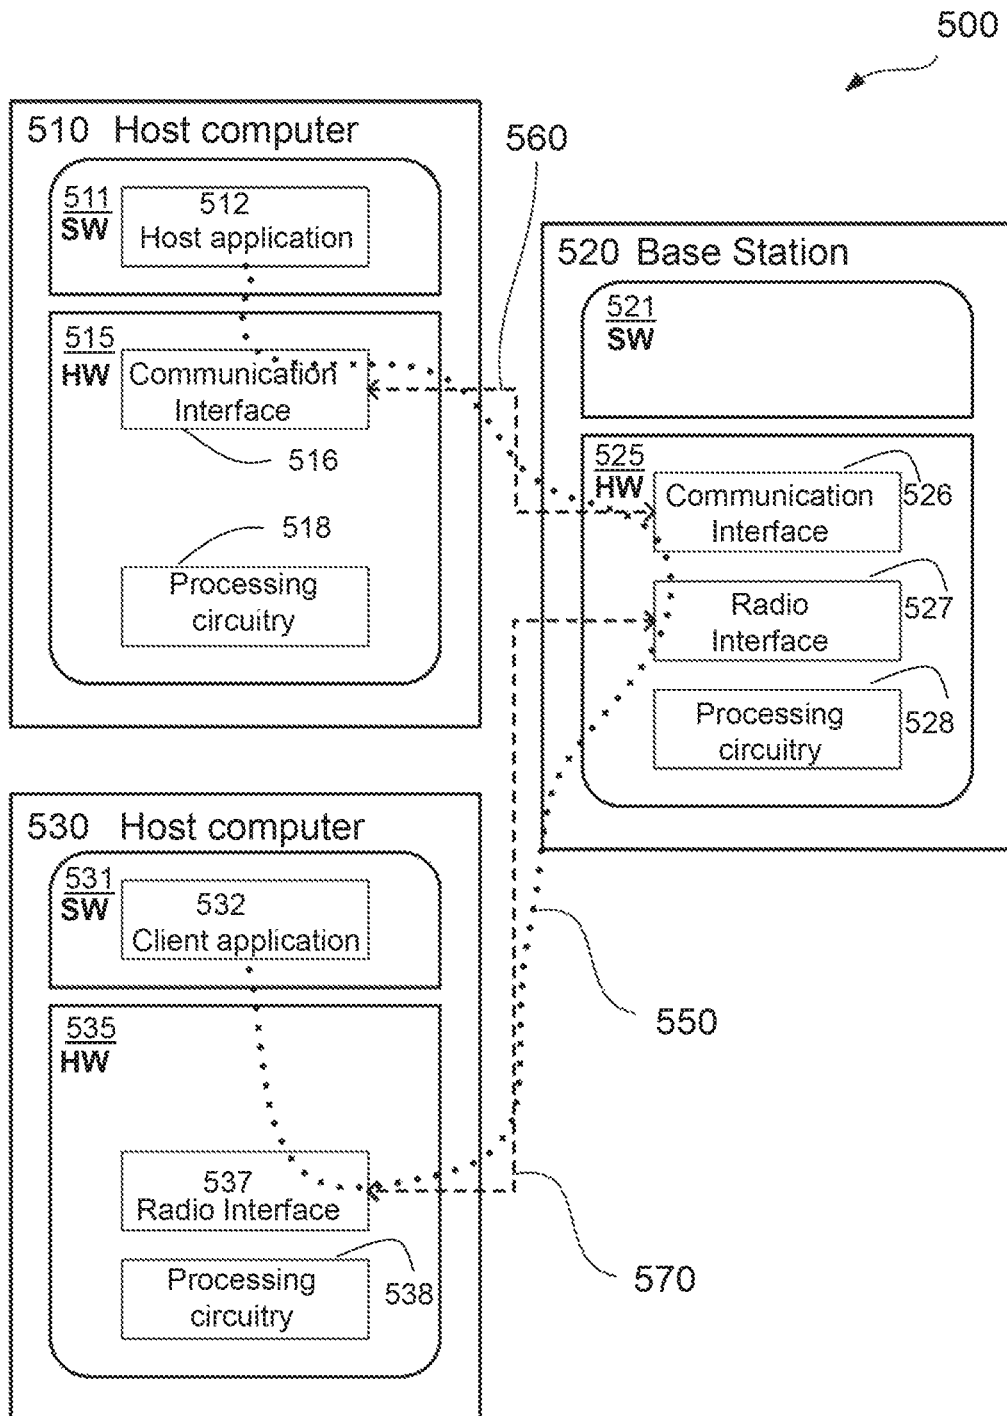 500
510 Host computer
511
SW
512
Host application
515
HW
Communication
Interface
516
518
Processing
circuitry
560
520 Base Station
521
SW
525
HW
Communication
Interface
526
Radio
Interface
527
Processing
circuitry
528
530 Host computer
531
SW
532
Client application
535
HW
537
Radio Interface
Processing
circuitry
538
550
570